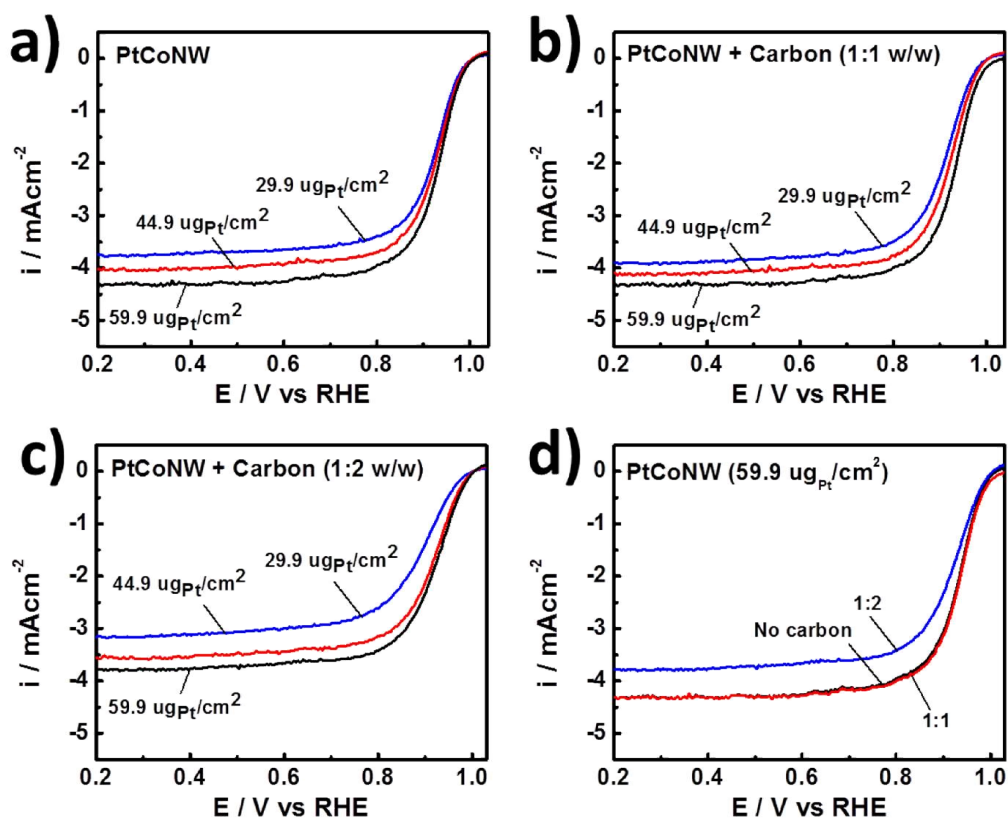 a)
PtCoNW
0
-1
-2
-3
-4
-5
i / mAcm-2
29.9 ugPt/cm2
44.9 ugPt/cm2
59.9 ugPt/cm2
0.2 0.4 0.6 0.8 1.0
E / V vs RHE
b)
PtCoNW + Carbon (1:1 w/w)
0
-1
-2
-3
-4
-5
i / mAcm-2
29.9 ugPt/cm2
44.9 ugPt/cm2
59.9 ugPt/cm2
0.2 0.4 0.6 0.8 1.0
E / V vs RHE
c)
PtCoNW + Carbon (1:2 w/w)
0
-1
-2
-3
-4
-5
i / mAcm-2
29.9 ugPt/cm2
44.9 ugPt/cm2
59.9 ugPt/cm2
0.2 0.4 0.6 0.8 1.0
E / V vs RHE
d)
PtCoNW (59.9 ugPt/cm2)
0
-1
-2
-3
-4
-5
i / mAcm-2
1:2
No carbon
1:1
0.2 0.4 0.6 0.8 1.0
E / V vs RHE